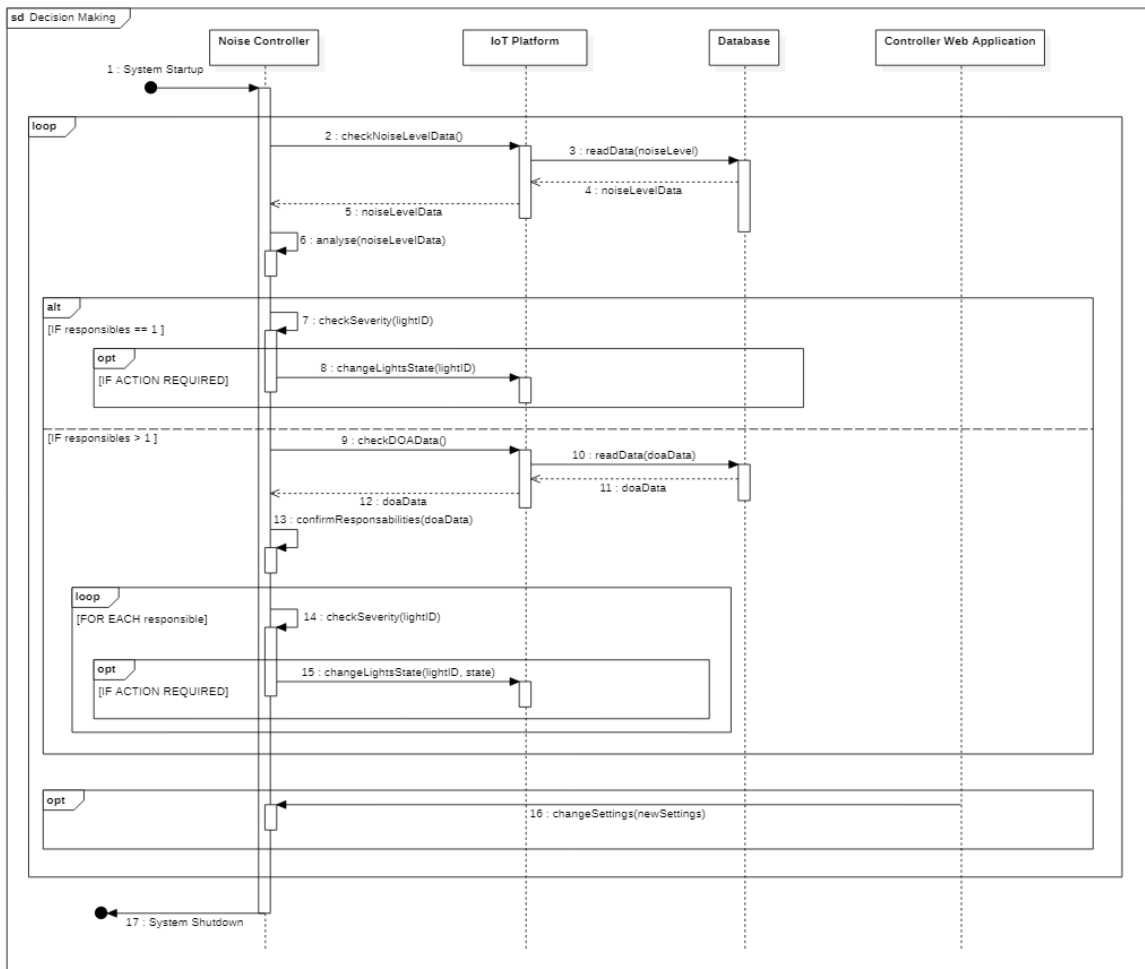 sd Decision Making
Noise Controller
IoT Platform
Database
Controller Web Application
1 : System Startup
loop
2 : checkNoiseLevelData()
3 : readData(noiseLevel)
4 : noiseLevelData
5 : noiseLevelData
6 : analyse(noiseLevelData)
alt
[IF responsibles == 1 ]
7 : checkSeverity(lightID)
opt
[IF ACTION REQUIRED]
8 : changeLightsState(lightID)
[IF responsibles > 1 ]
9 : checkDOAData()
10 : readData(doaData)
11 : doaData
12 : doaData
13 : confirmResponsabilities(doaData)
loop
[FOR EACH responsible]
14 : checkSeverity(lightID)
opt
[IF ACTION REQUIRED]
15 : changeLightsState(lightID, state)
opt
16 : changeSettings(newSettings)
17 : System Shutdown